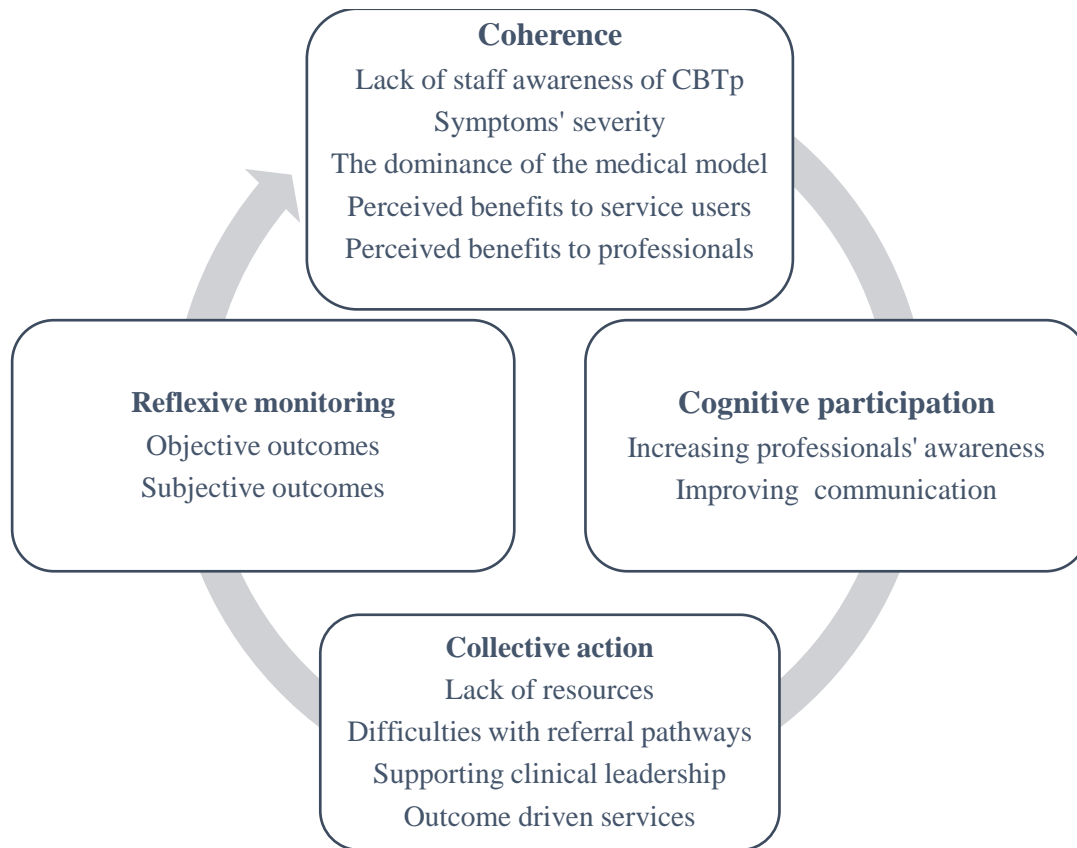 Coherence
Lack of staff awareness of CBTp
Symptoms' severity
The dominance of the medical model
Perceived benefits to service users
Perceived benefits to professionals
Reflexive monitoring
Objective outcomes
Subjective outcomes
Cognitive participation
Increasing professionals' awareness
Improving  communication
Collective action
Lack of resources
Difficulties with referral pathways
Supporting clinical leadership
Outcome driven services